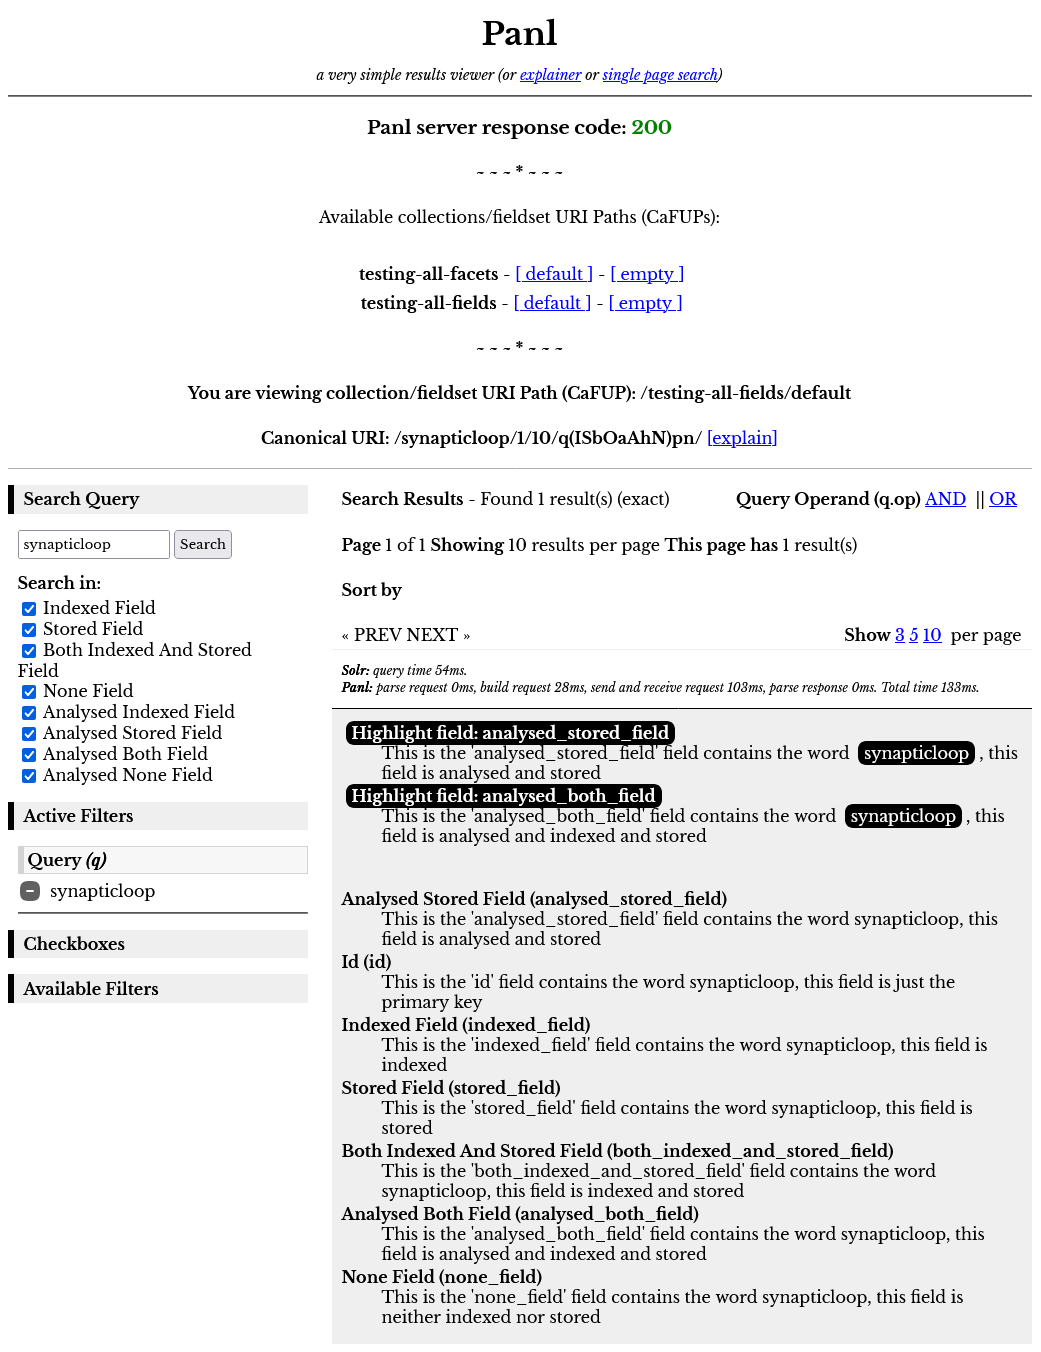 Panl
a very simple results viewer (or explainer or single page search)
Panl server response code: 200
~ ~ ~ * ~ ~ ~
Available collections/fieldset URI Paths (CaFUPs):
testing-all-facets - [ default ] - [ empty ]
testing-all-fields - [ default ] - [ empty ]
~ ~ ~ * ~ ~ ~
You are viewing collection/fieldset URI Path (CaFUP): /testing-all-fields/default
Canonical URI: /synapticloop/1/10/q(ISbOaAhN)pn/ [explain]
Search Query
synapticloop Search
Search in:
Indexed Field
Stored Field
Both Indexed And Stored
Field
None Field
Analysed Indexed Field
Analysed Stored Field
Analysed Both Field
Analysed None Field
Active Filters
Query (q)
− synapticloop
Checkboxes
Available Filters
Search Results - Found 1 result(s) (exact) Query Operand (q.op) AND || OR
Page 1 of 1 Showing 10 results per page This page has 1 result(s)
Sort by
« PREV NEXT » Show 3 5 10 per page
Solr: query time 54ms.
Panl: parse request 0ms, build request 28ms, send and receive request 103ms, parse response 0ms. Total time 133ms.
Highlight field: analysed_stored_field
This is the 'analysed_stored_field' field contains the word synapticloop , this
field is analysed and stored
Highlight field: analysed_both_field
This is the 'analysed_both_field' field contains the word synapticloop , this
field is analysed and indexed and stored
Analysed Stored Field (analysed_stored_field)
This is the 'analysed_stored_field' field contains the word synapticloop, this
field is analysed and stored
Id (id)
This is the 'id' field contains the word synapticloop, this field is just the
primary key
Indexed Field (indexed_field)
This is the 'indexed_field' field contains the word synapticloop, this field is
indexed
Stored Field (stored_field)
This is the 'stored_field' field contains the word synapticloop, this field is
stored
Both Indexed And Stored Field (both_indexed_and_stored_field)
This is the 'both_indexed_and_stored_field' field contains the word
synapticloop, this field is indexed and stored
Analysed Both Field (analysed_both_field)
This is the 'analysed_both_field' field contains the word synapticloop, this
field is analysed and indexed and stored
None Field (none_field)
This is the 'none_field' field contains the word synapticloop, this field is
neither indexed nor stored